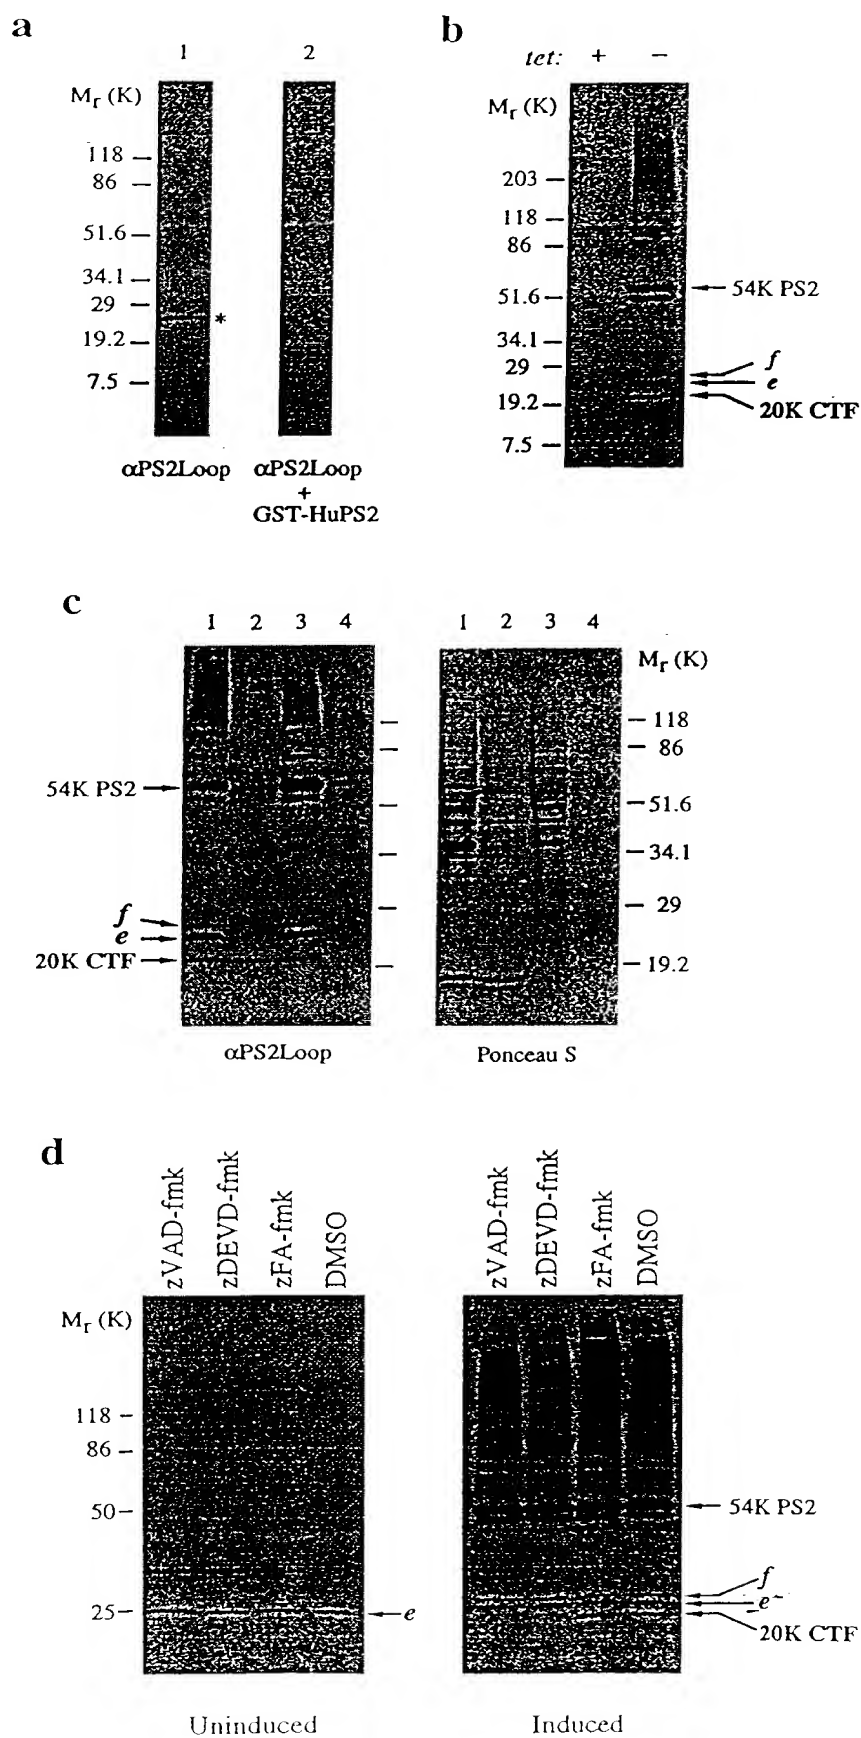 a
1 2
Mr (K)
118
86
51.6
34.1
29
19.2
7.5
*
αPS2Loop
αPS2Loop
+
GST-HuPS2
b
tet: + −
Mr (K)
203
118
86
51.6
34.1
29
19.2
7.5
54K PS2
f
e
20K CTF
c
1 2 3 4
54K PS2
f
e
20K CTF
αPS2Loop
1 2 3 4
Mr (K)
118
86
51.6
34.1
29
19.2
Ponceau S
d
zVAD-fmk
zDEVD-fmk
zFA-fmk
DMSO
Mr (K)
118
86
50
25
e
Uninduced
zVAD-fmk
zDEVD-fmk
zFA-fmk
DMSO
54K PS2
f
e
20K CTF
Induced